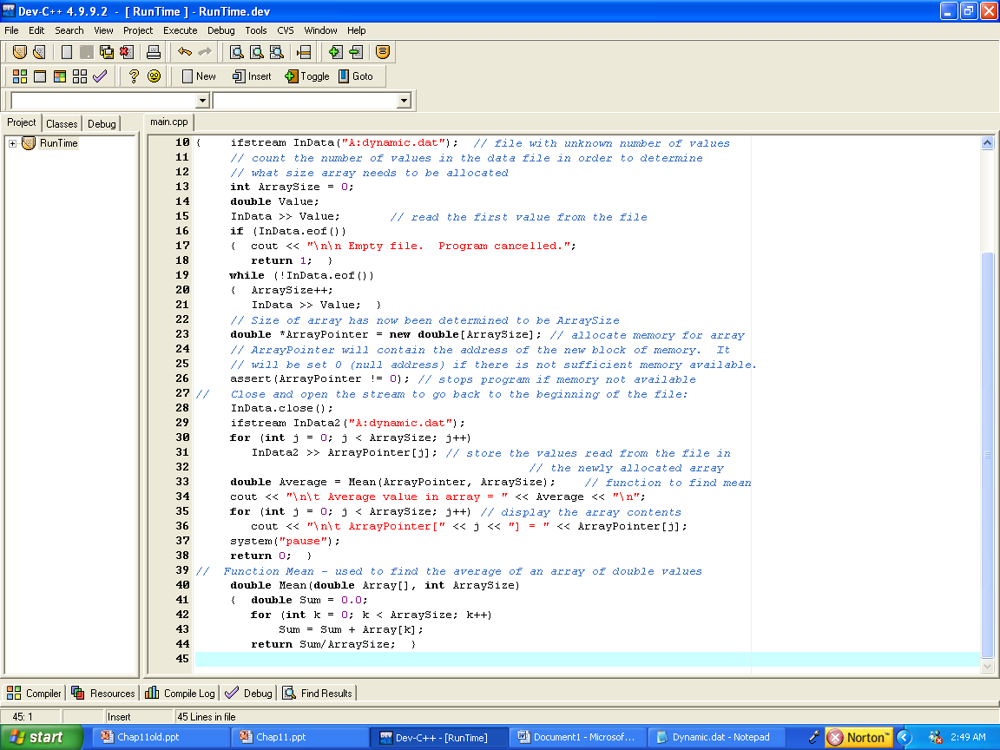 Dev-C++ 4.9.9.2 - [ RunTime ] - RunTime.dev
File Edit Search View Project Execute Debug Tools CVS Window Help
New Insert Toggle Goto
Project Classes Debug
main.cpp
RunTime
10 {    ifstream InData("A:dynamic.dat");  // file with unknown number of values
11     // count the number of values in the data file in order to determine
12     // what size array needs to be allocated
13     int ArraySize = 0;
14     double Value;
15     InData >> Value;       // read the first value from the file
16     if (InData.eof())
17     {  cout << "\n\n Empty file.  Program cancelled.";
18        return 1;  }
19     while (!InData.eof())
20     {  ArraySize++;
21        InData >> Value;  }
22     // Size of array has now been determined to be ArraySize
23     double *ArrayPointer = new double[ArraySize]; // allocate memory for array
24     // ArrayPointer will contain the address of the new block of memory.  It
25     // will be set 0 (null address) if there is not sufficient memory available.
26     assert(ArrayPointer != 0); // stops program if memory not available
27 //   Close and open the stream to go back to the beginning of the file:
28     InData.close();
29     ifstream InData2("A:dynamic.dat");
30     for (int j = 0; j < ArraySize; j++)
31        InData2 >> ArrayPointer[j]; // store the values read from the file in
32                                                // the newly allocated array
33     double Average = Mean(ArrayPointer, ArraySize);    // function to find mean
34     cout << "\n\t Average value in array = " << Average << "\n";
35     for (int j = 0; j < ArraySize; j++) // display the array contents
36        cout << "\n\t ArrayPointer[" << j << "] = " << ArrayPointer[j];
37     system("pause");
38     return 0;  }
39 //  Function Mean - used to find the average of an array of double values
40     double Mean(double Array[], int ArraySize)
41     {  double Sum = 0.0;
42        for (int k = 0; k < ArraySize; k++)
43            Sum = Sum + Array[k];
44        return Sum/ArraySize;  }
45
Compiler Resources Compile Log Debug Find Results
45: 1 Insert 45 Lines in file
start Chap11old.ppt Chap11.ppt Dev-C++ - [RunTime] Document1 - Microsof... Dynamic.dat - Notepad Norton™ 2:49 AM